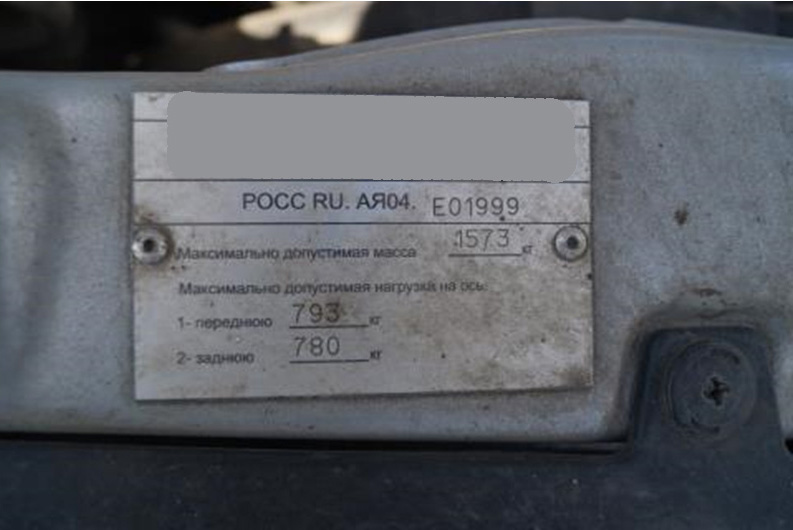 РОСС RU. АЯ04. E01999
Максимально допустимая масса 1573 кг
Максимально допустимая нагрузка на ось:
1- переднюю 793 кг
2- заднюю 780 кг